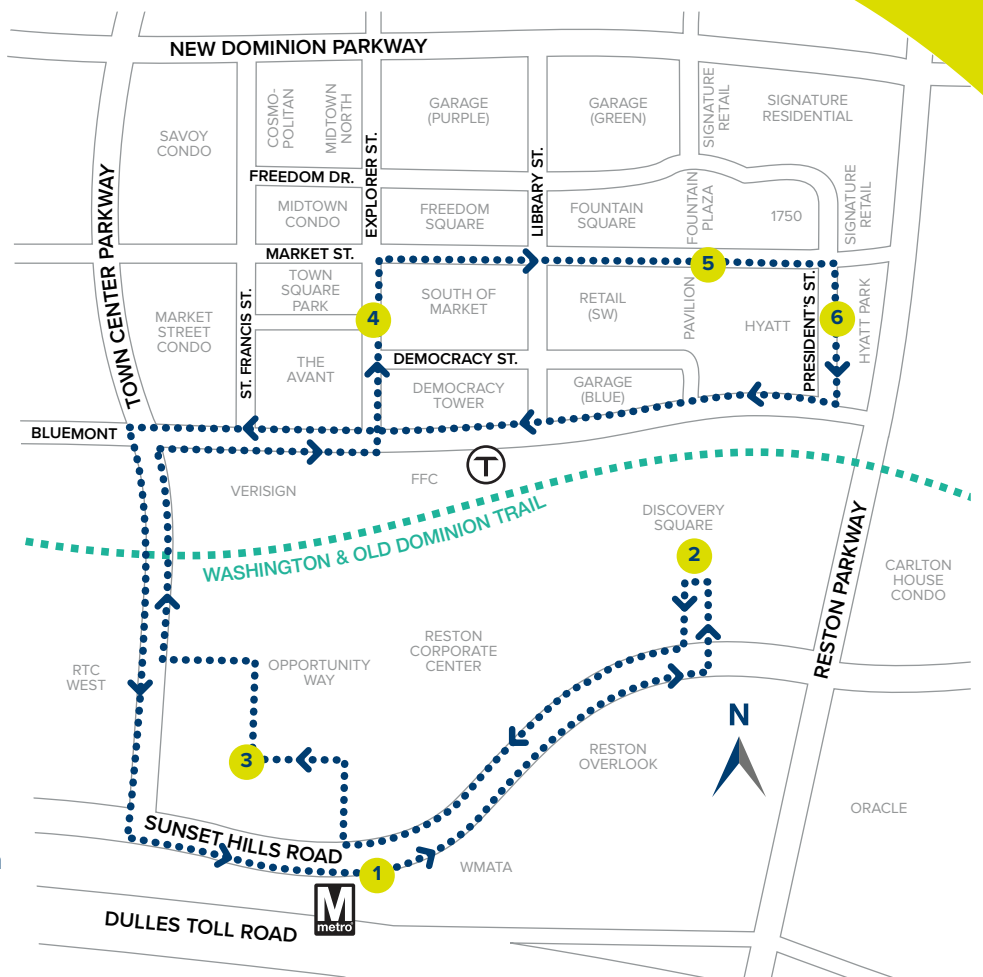 NEW DOMINION PARKWAY
COSMO-
POLITAN
MIDTOWN
NORTH
GARAGE
(PURPLE)
GARAGE
(GREEN)
SIGNATURE
RETAIL
SIGNATURE
RESIDENTIAL
SAVOY
CONDO
EXPLORER ST.
LIBRARY ST.
FREEDOM DR.
TOWN CENTER PARKWAY
MIDTOWN
CONDO
FREEDOM
SQUARE
FOUNTAIN
SQUARE
FOUNTAIN
PLAZA
1750
SIGNATURE
RETAIL
MARKET ST.
5
TOWN
SQUARE
PARK
4
SOUTH OF
MARKET
RETAIL
(SW)
PAVILION
HYATT
PRESIDENT'S ST.
6
HYATT PARK
MARKET
STREET
CONDO
ST. FRANCIS ST.
THE
AVANT
DEMOCRACY ST.
DEMOCRACY
TOWER
GARAGE
(BLUE)
BLUEMONT
T
VERISIGN
FFC
WASHINGTON & OLD DOMINION TRAIL
DISCOVERY
SQUARE
2
RESTON PARKWAY
CARLTON
HOUSE
CONDO
RTC
WEST
OPPORTUNITY
WAY
RESTON
CORPORATE
CENTER
N
3
RESTON
OVERLOOK
ORACLE
SUNSET HILLS ROAD
1
WMATA
M
metro
DULLES TOLL ROAD